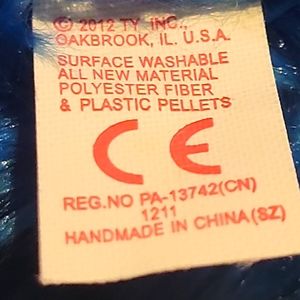 © 2012 TY INC.,
OAKBROOK, IL. U.S.A.
SURFACE WASHABLE
ALL NEW MATERIAL
POLYESTER FIBER
& PLASTIC PELLETS
CE
REG.NO PA-13742(CN)
1211
HANDMADE IN CHINA(SZ)